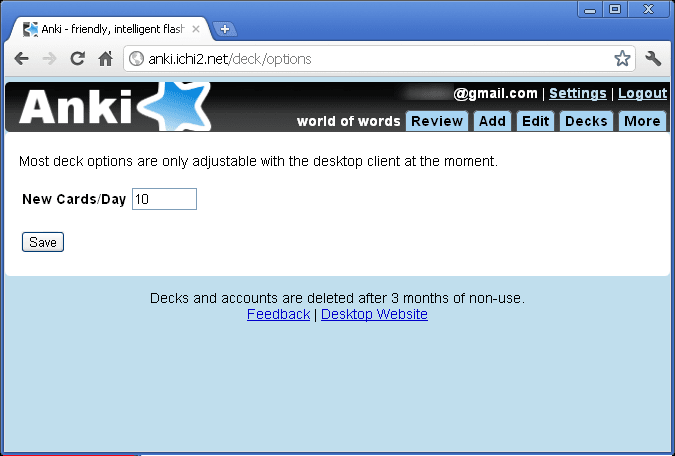 Anki - friendly, intelligent flash
anki.ichi2.net/deck/options
Anki
@gmail.com | Settings | Logout
world of words Review Add Edit Decks More
Most deck options are only adjustable with the desktop client at the moment.
New Cards/Day 10
Save
Decks and accounts are deleted after 3 months of non-use.
Feedback | Desktop Website